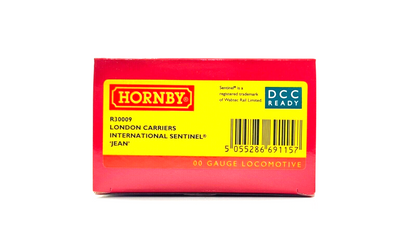 HORNBY
Sentinel® is a
registered trademark
of Wabtec Rail Limited
DCC
READY
R30009
LONDON CARRIERS
INTERNATIONAL SENTINEL®
'JEAN'
5 055286 691157
00 GAUGE LOCOMOTIVE